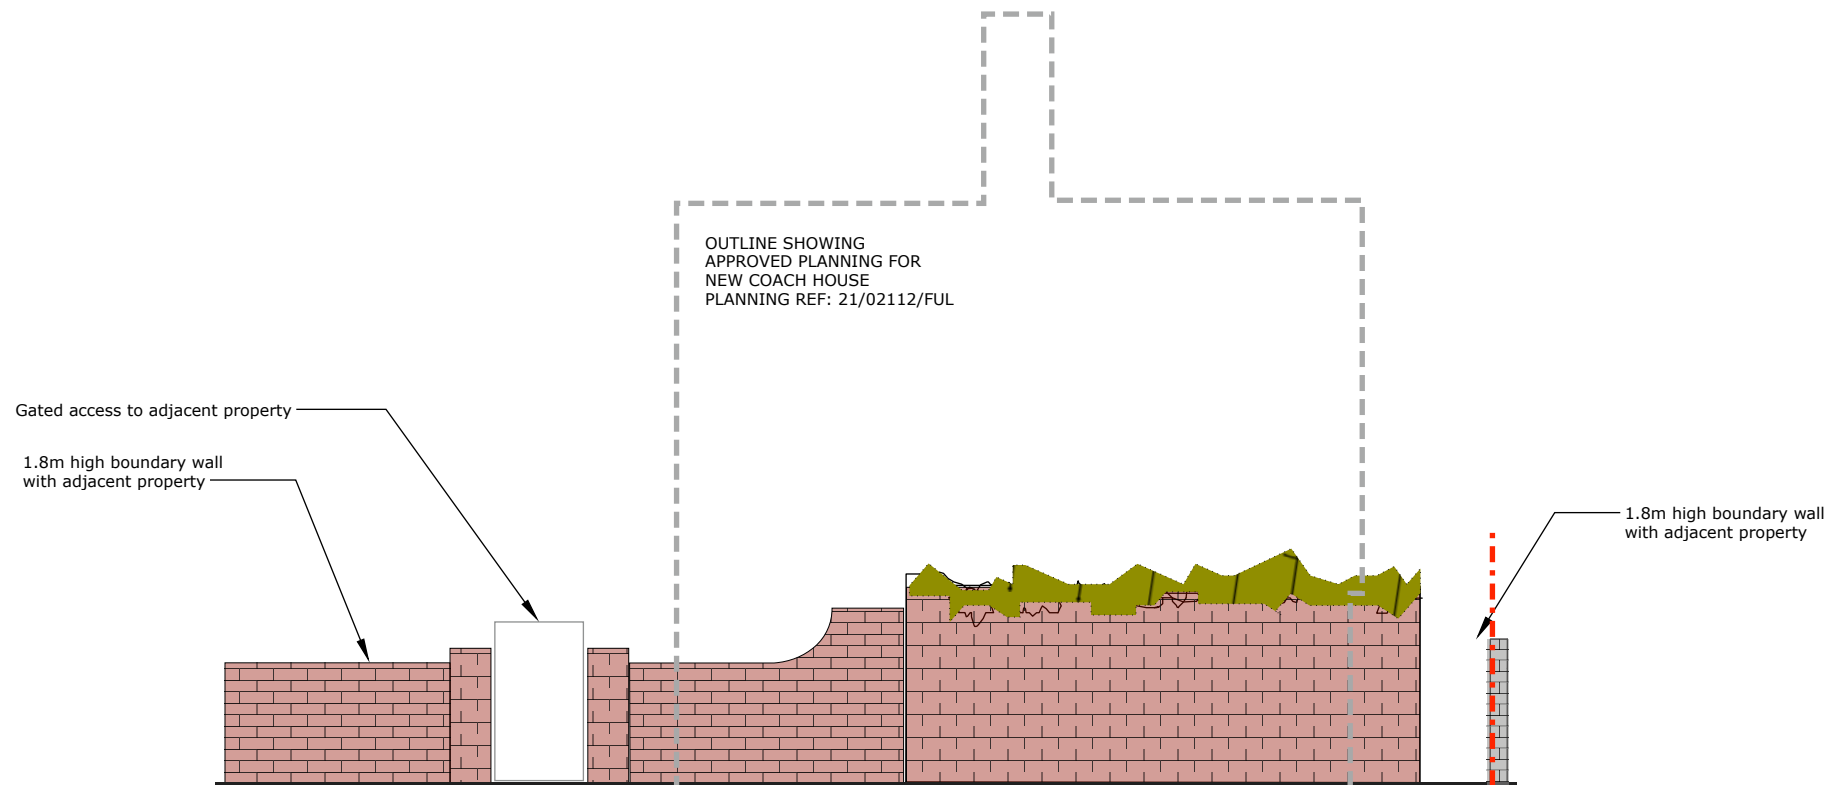 OUTLINE SHOWING
APPROVED PLANNING FOR
NEW COACH HOUSE
PLANNING REF: 21/02112/FUL
Gated access to adjacent property
1.8m high boundary wall
with adjacent property
1.8m high boundary wall
with adjacent property